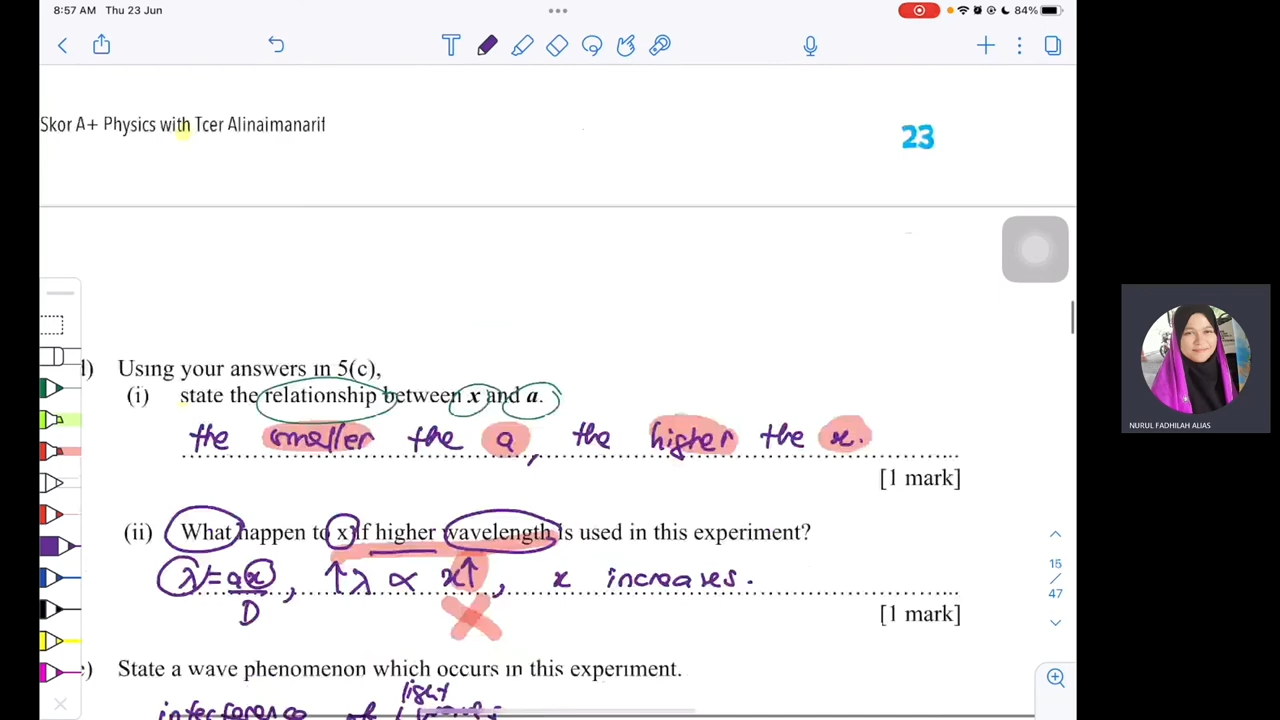 8:57 AM Thu 23 Jun
84%
Skor A+ Physics with Tcer Alinaimanarif
23
Using your answers in 5(c),
(i) state the relationship between x and a.
the smaller the a, the higher the x.
[1 mark]
(ii) What happen to x if higher wavelength is used in this experiment?
λ = ax/D, ↑λ ∝ x↑, x increases.
[1 mark]
15
/
47
State a wave phenomenon which occurs in this experiment.
light
interference of
NURUL FADHILAH ALIAS